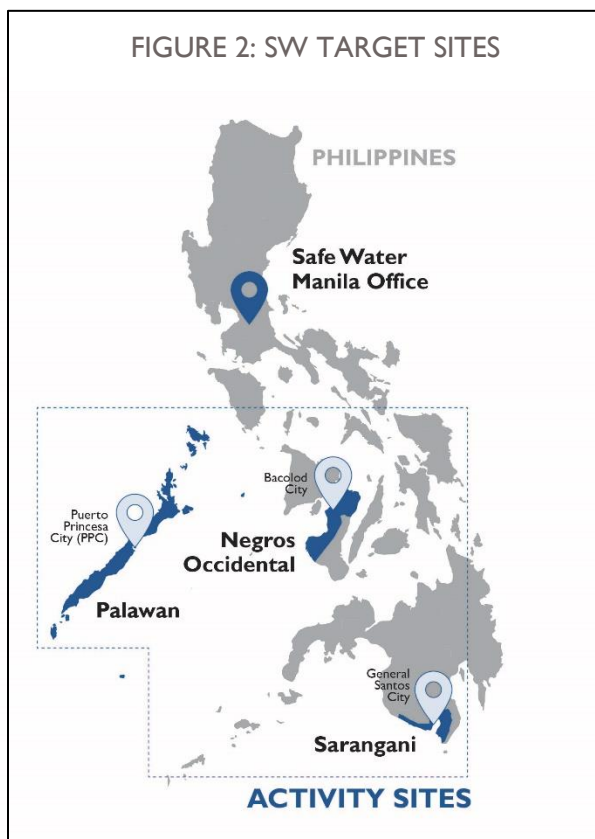 FIGURE 2: SW TARGET SITES
PHILIPPINES
Safe Water
Manila Office
Bacolod
City
Puerto
Princesa
City (PPC)
Negros
Occidental
Palawan
General
Santos
City
Sarangani
ACTIVITY SITES